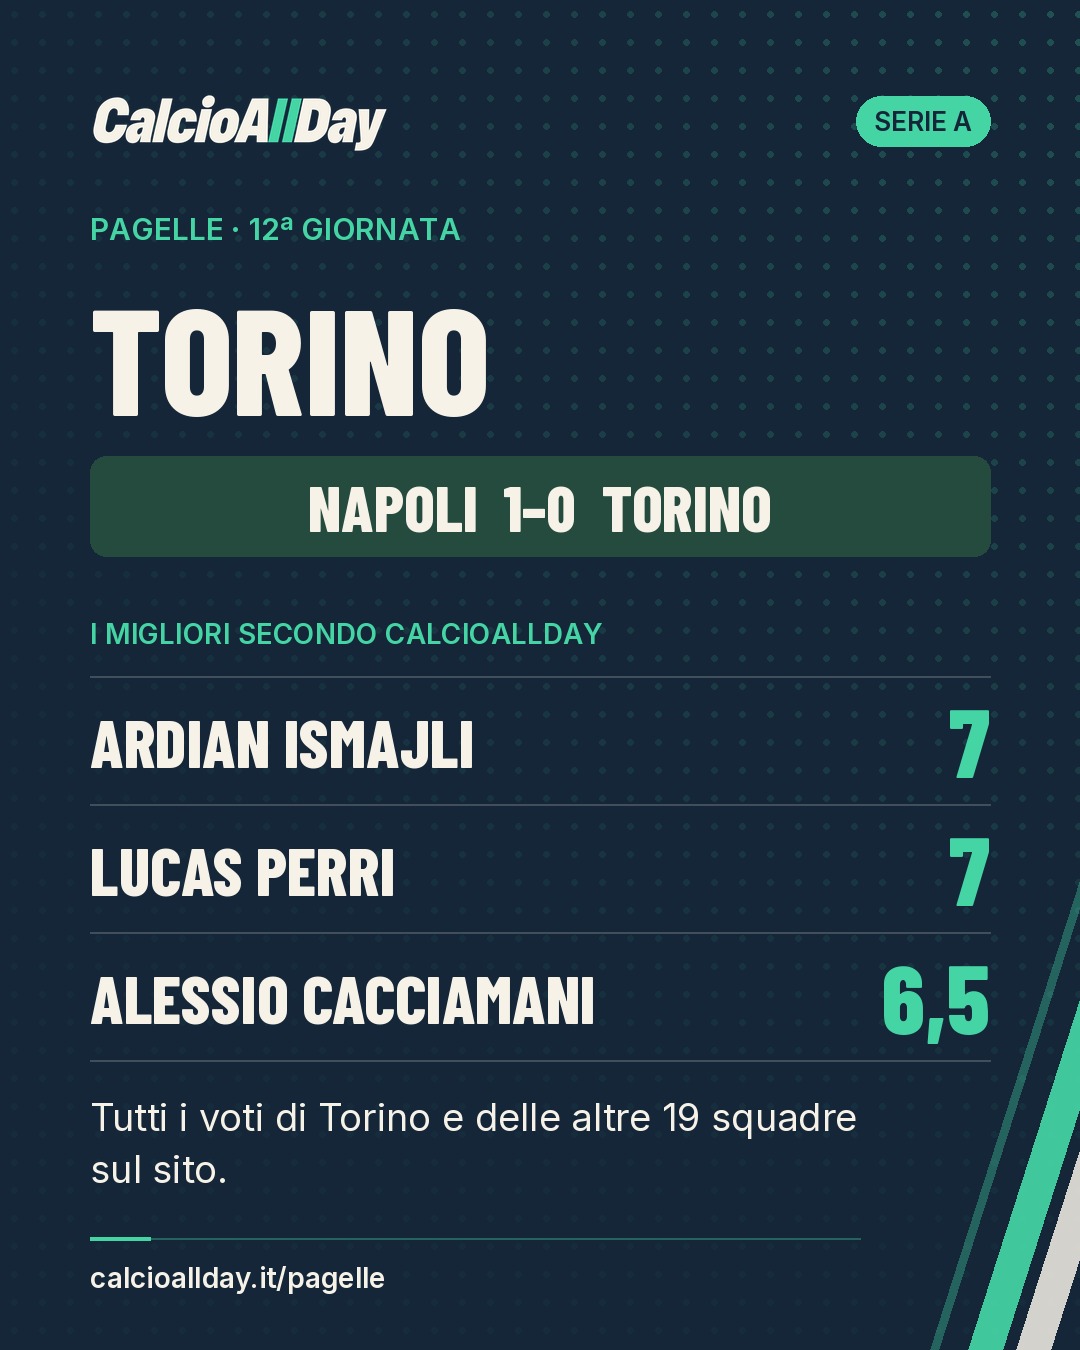 CalcioAllDay
SERIE A
PAGELLE · 12ª GIORNATA
TORINO
NAPOLI 1–0 TORINO
I MIGLIORI SECONDO CALCIOALLDAY
ARDIAN ISMAJLI 7
LUCAS PERRI 7
ALESSIO CACCIAMANI 6,5
Tutti i voti di Torino e delle altre 19 squadre
sul sito.
calcioallday.it/pagelle